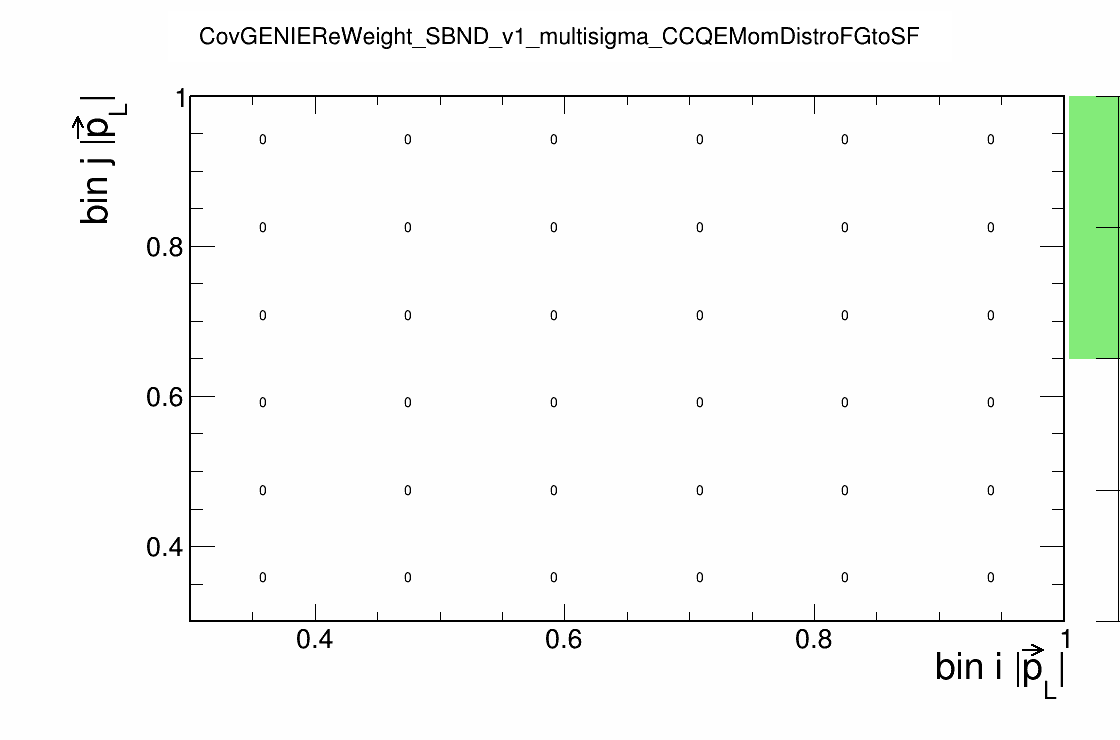 CovGENIEReWeight_SBND_v1_multisigma_CCQEMomDistroFGtoSF
bin j |p⃗_L|
1
0 0 0 0 0 0
0 0 0 0 0 0
0.8
0 0 0 0 0 0
0.6
0 0 0 0 0 0
0 0 0 0 0 0
0.4
0 0 0 0 0 0
0.4 0.6 0.8 1
bin i |p⃗_L|